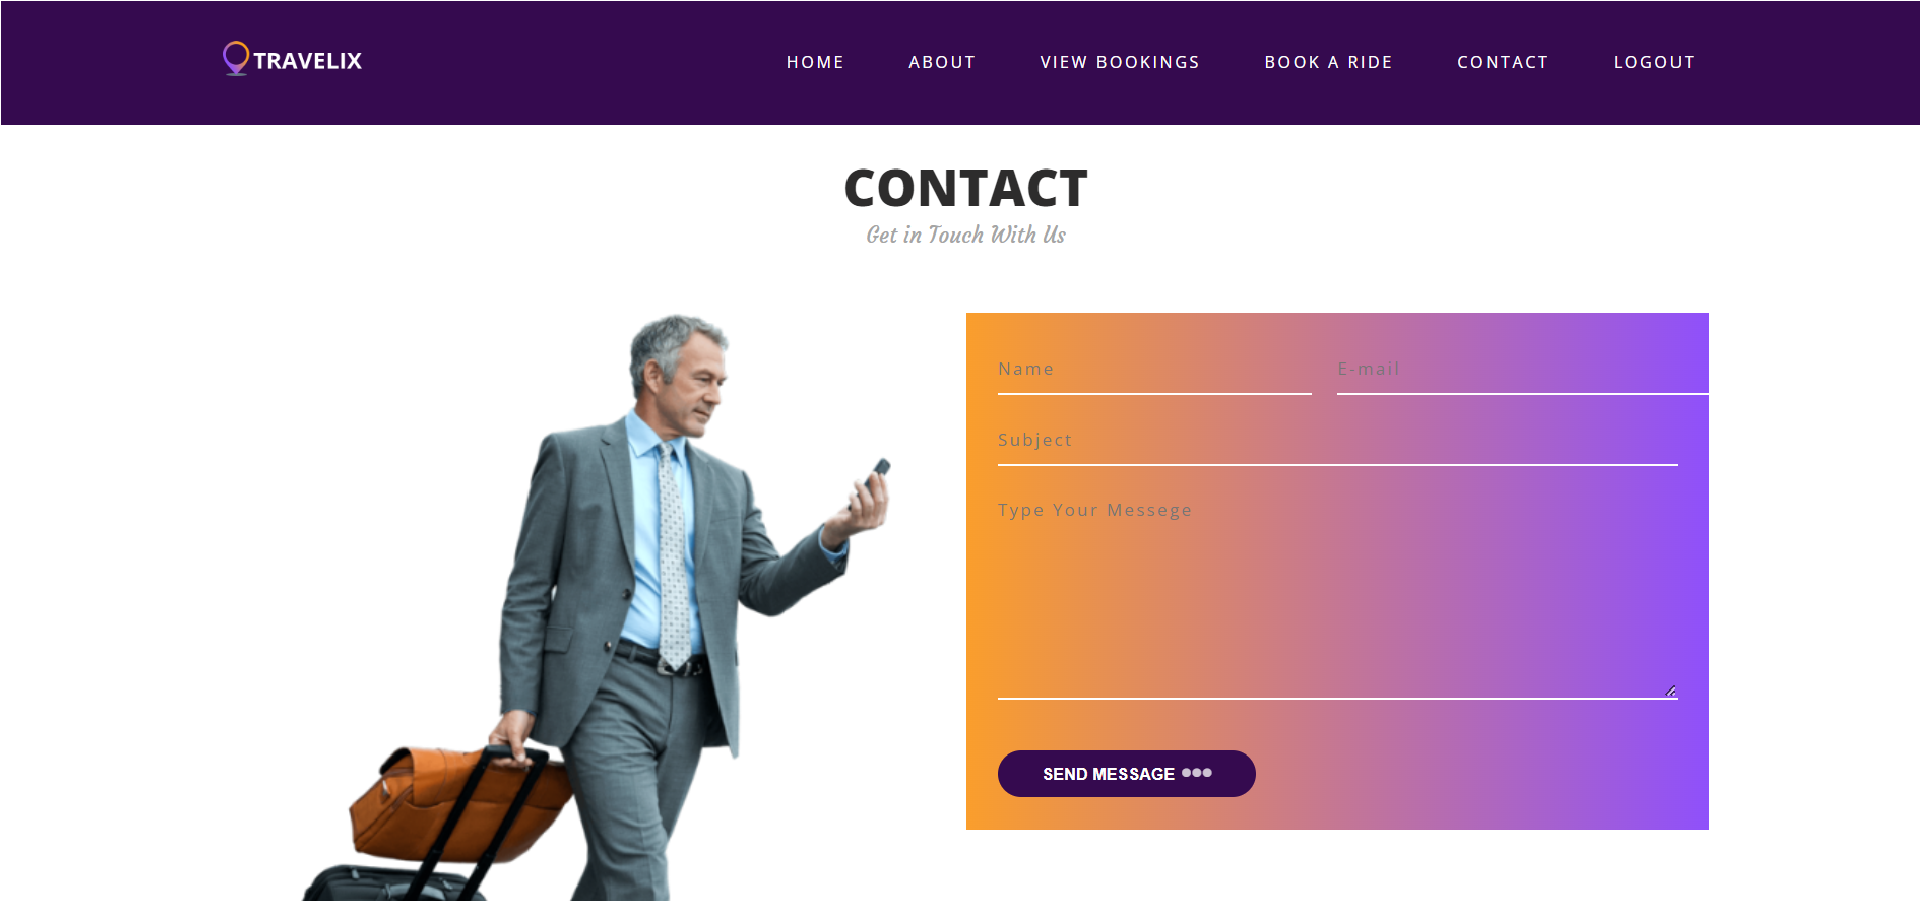 TRAVELIX
HOME ABOUT VIEW BOOKINGS BOOK A RIDE CONTACT LOGOUT
CONTACT
Get in Touch With Us
Name E-mail
Subject
Type Your Messege
SEND MESSAGE